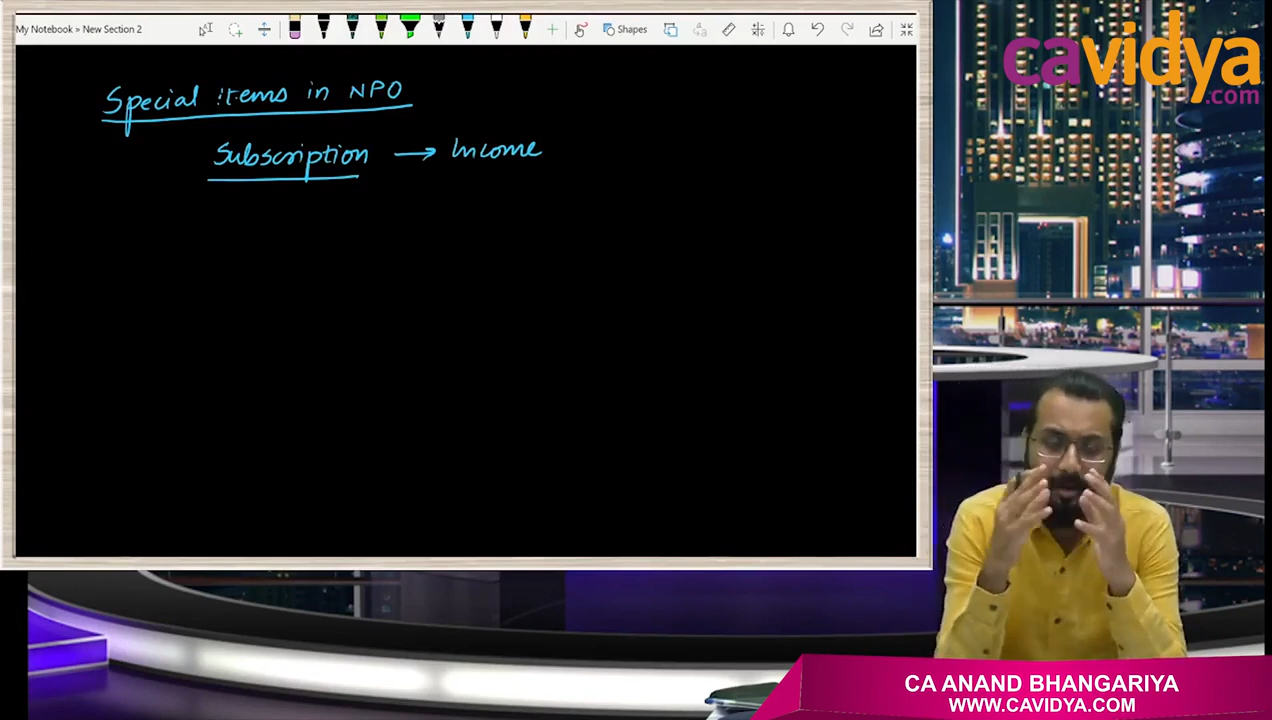 My Notebook » New Section 2
Shapes
cavidya
.com
Special Items in NPO
Subscription → Income
CA ANAND BHANGARIYA
WWW.CAVIDYA.COM